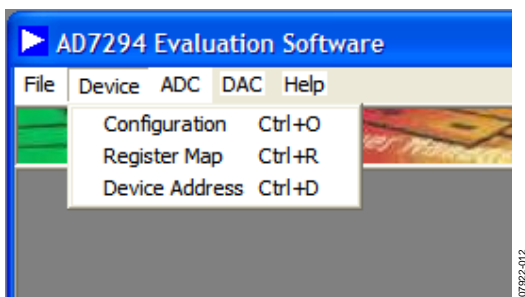 AD7294 Evaluation Software
File Device ADC DAC Help
Configuration Ctrl+O
Register Map Ctrl+R
Device Address Ctrl+D
07922-012